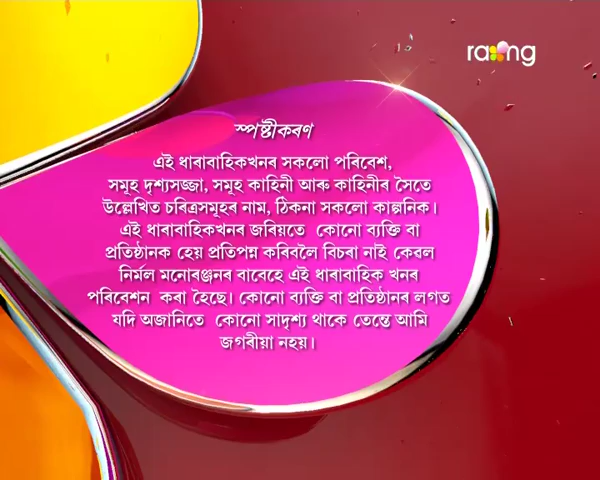 rang
স্পষ্টীকৰণ
এই ধাৰাবাহিকখনৰ সকলো পৰিবেশ,
সমূহ দৃশ্যসজ্জা, সমূহ কাহিনী আৰু কাহিনীৰ সৈতে
উল্লেখিত চৰিত্ৰসমূহৰ নাম, ঠিকনা সকলো কাল্পনিক।
এই ধাৰাবাহিকখনৰ জৰিয়তে কোনো ব্যক্তি বা
প্ৰতিষ্ঠানক হেয় প্ৰতিপন্ন কৰিবলৈ বিচৰা নাই কেৱল
নিৰ্মল মনোৰঞ্জনৰ বাবেহে এই ধাৰাবাহিক খনৰ
পৰিবেশন কৰা হৈছে। কোনো ব্যক্তি বা প্ৰতিষ্ঠানৰ লগত
যদি অজানিতে কোনো সাদৃশ্য থাকে তেন্তে আমি
জগৰীয়া নহয়।